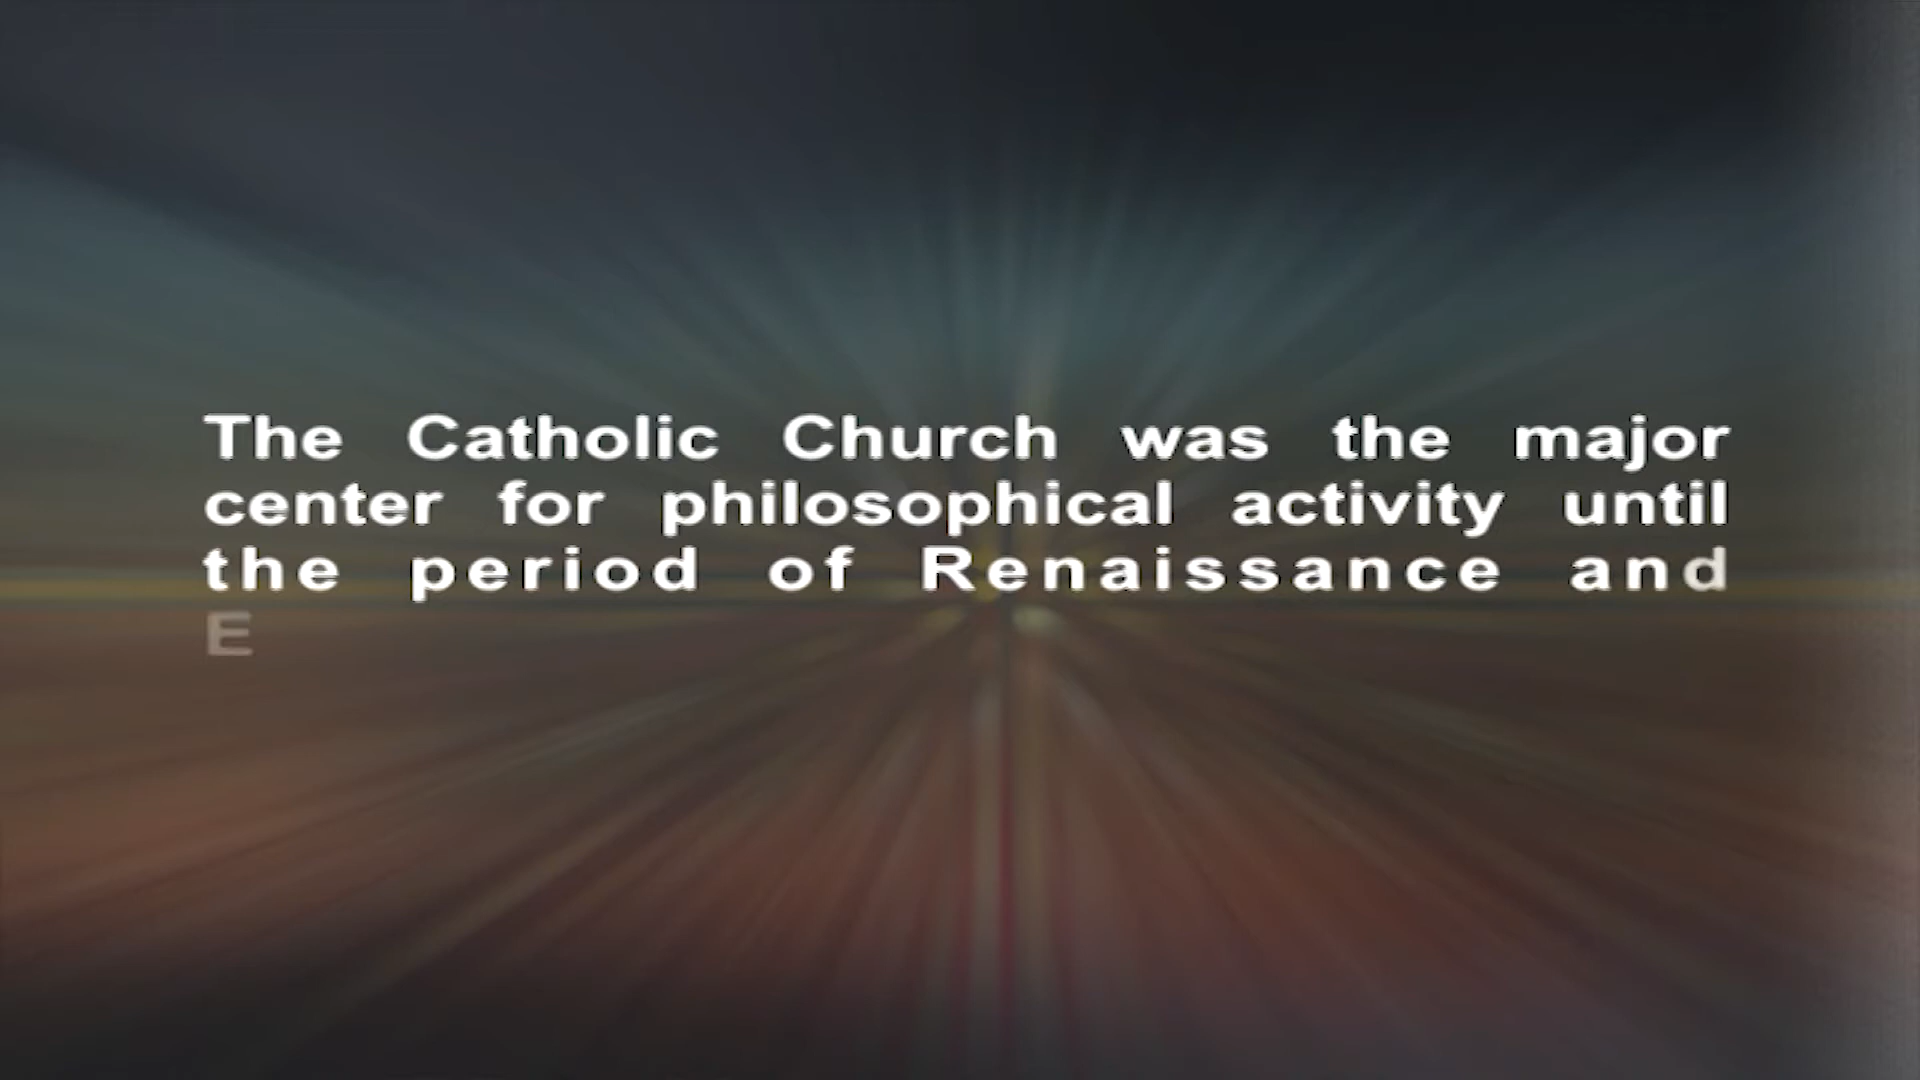 The Catholic Church was the major
center for philosophical activity until
the period of Renaissance and
E